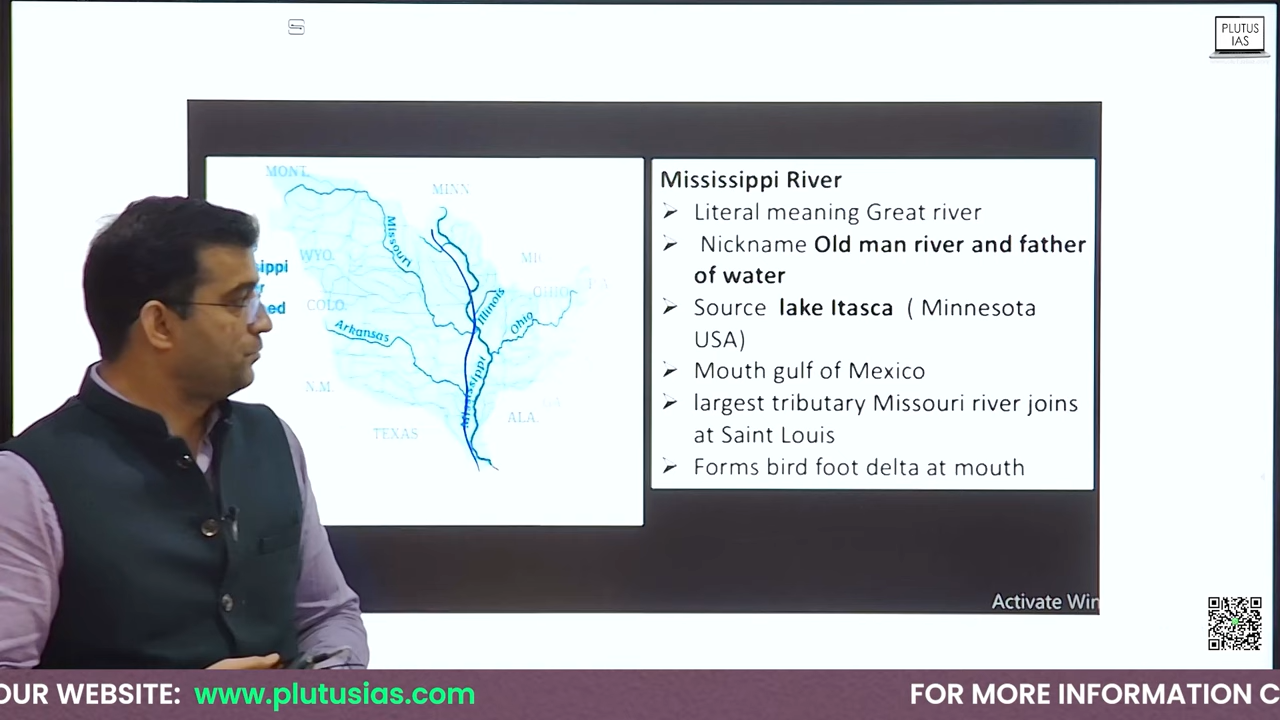 PLUTUS
IAS
MONT.
MINN
Missouri
WYO.
COLO.
Illinois
OHIO
Ohio
Arkansas
N.M.
Mississippi
ALA.
TEXAS
Mississippi River
➢ Literal meaning Great river
➢ Nickname Old man river and father
of water
➢ Source lake Itasca ( Minnesota
USA)
➢ Mouth gulf of Mexico
➢ largest tributary Missouri river joins
at Saint Louis
➢ Forms bird foot delta at mouth
Activate Win
OUR WEBSITE: www.plutusias.com
FOR MORE INFORMATION C